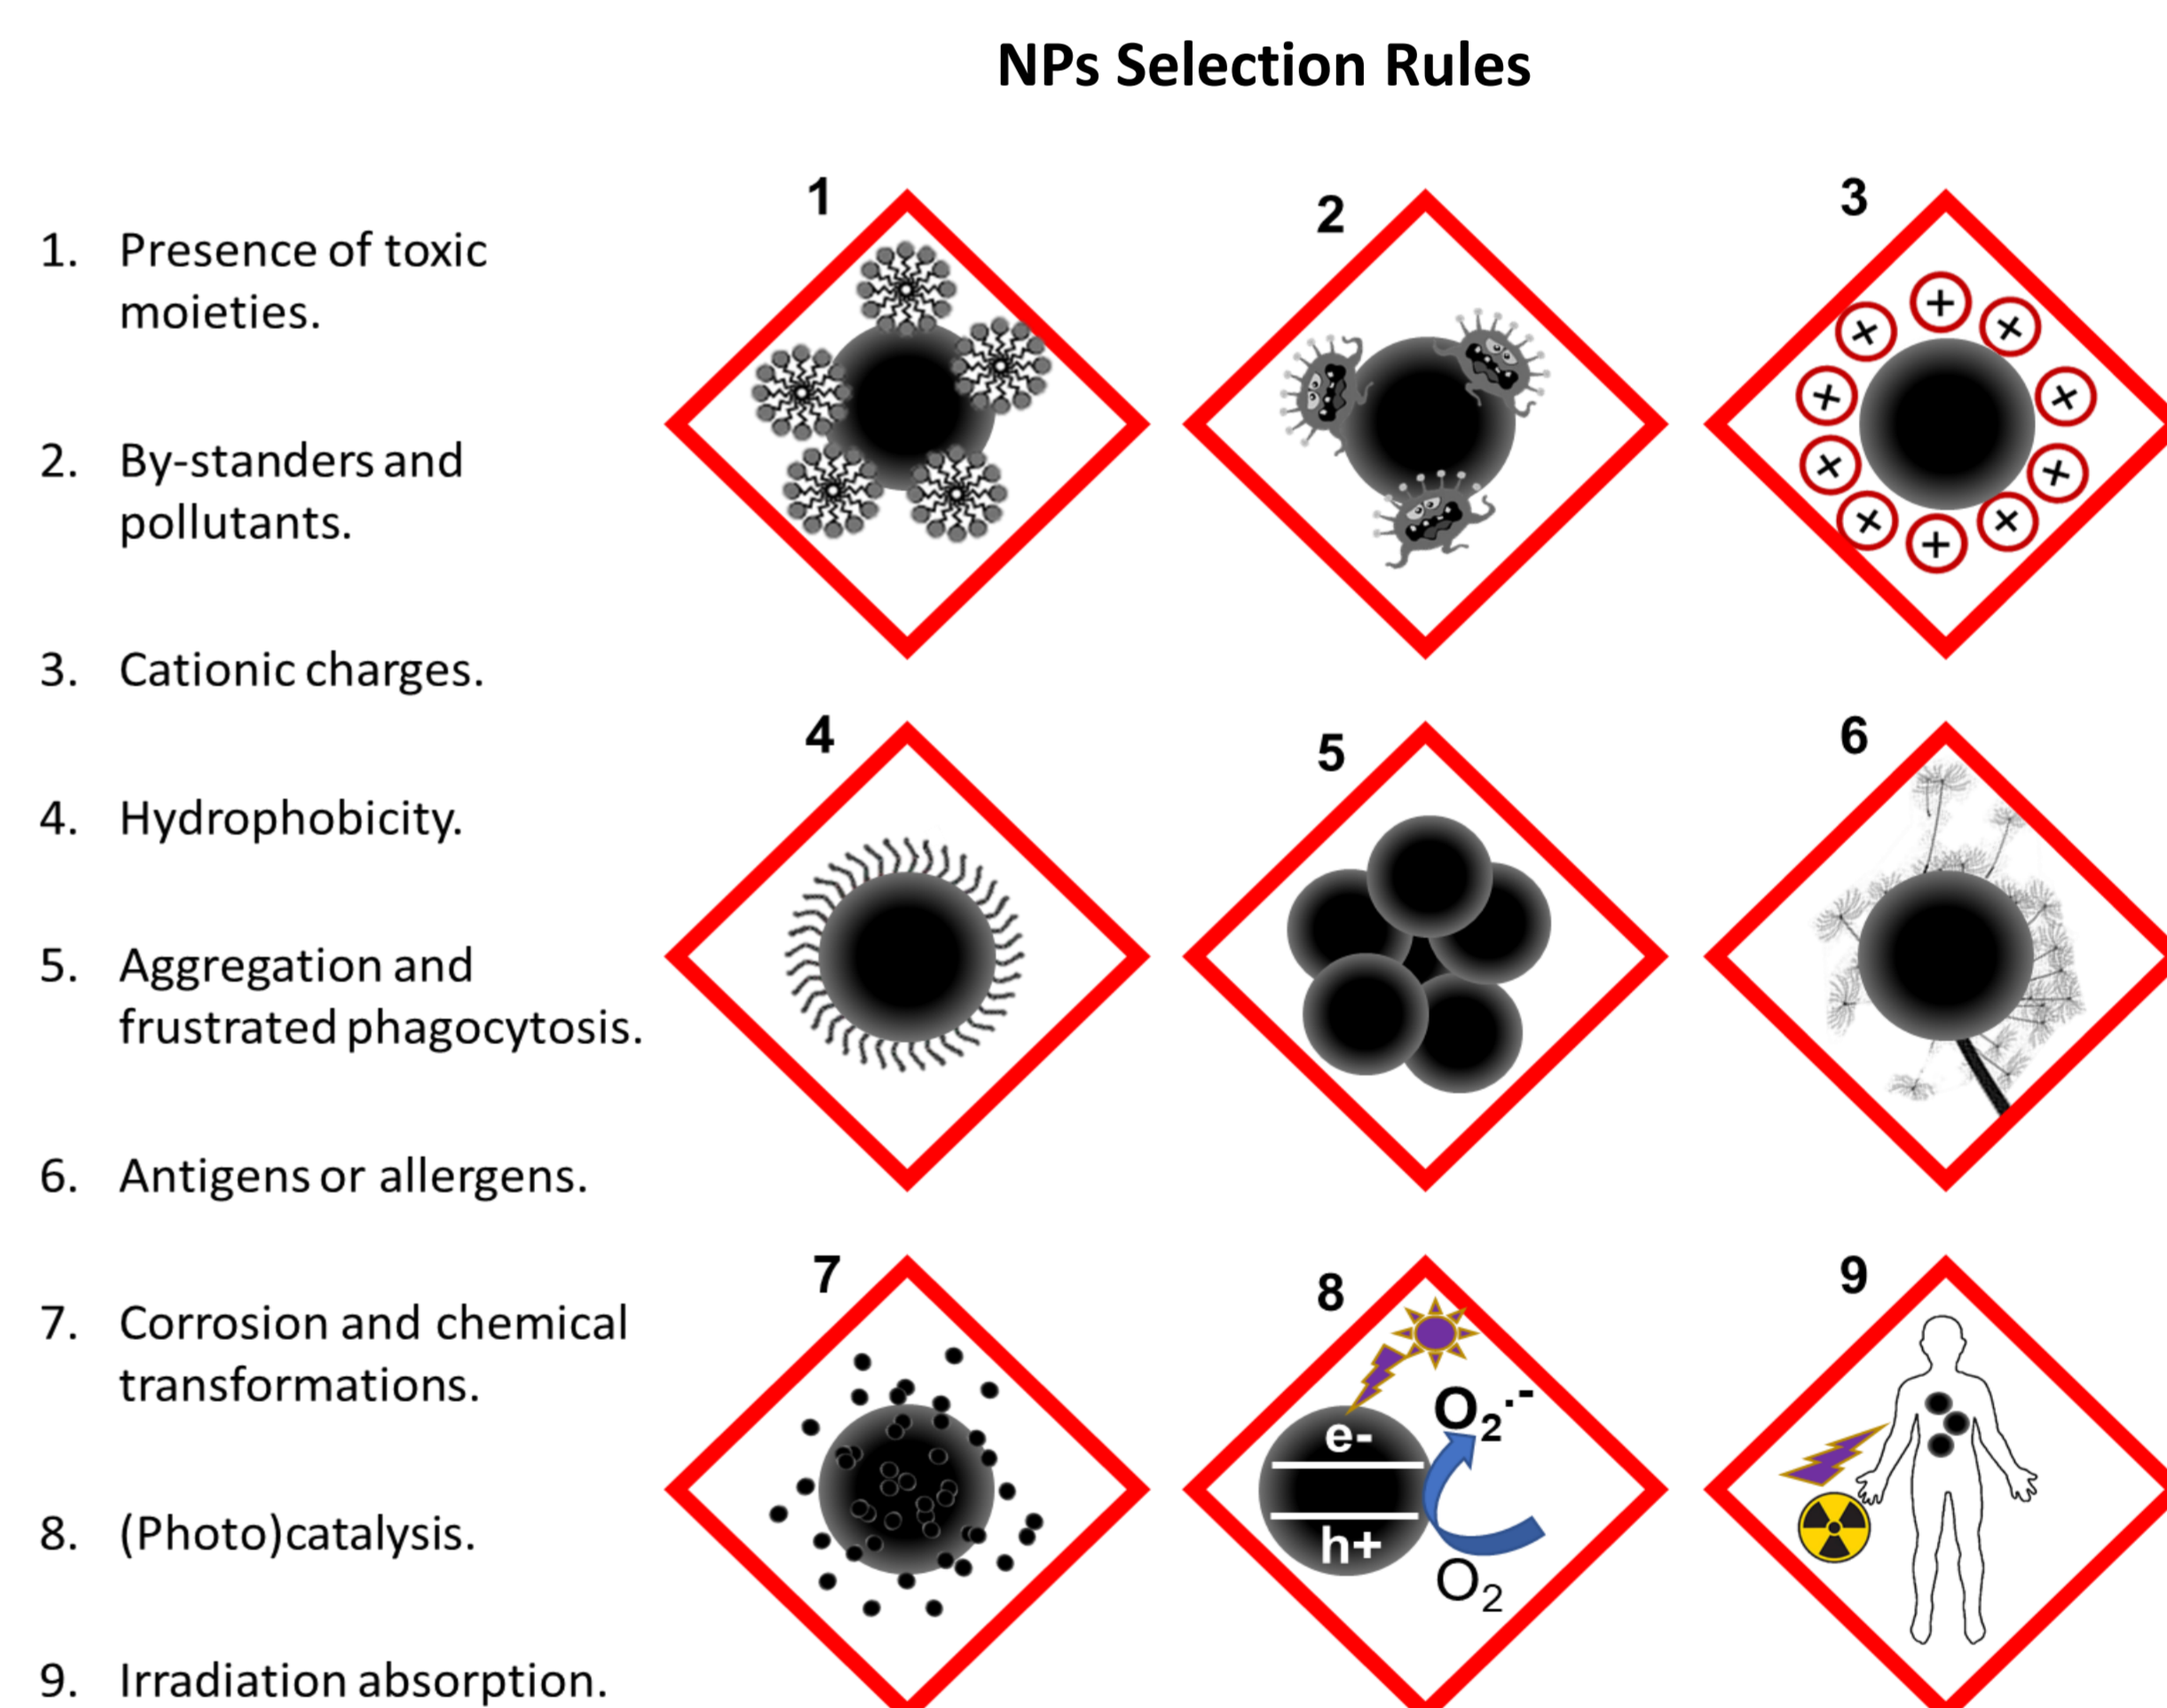 NPs Selection Rules
1. Presence of toxic
moieties.
2. By-standers and
pollutants.
3. Cationic charges.
4. Hydrophobicity.
5. Aggregation and
frustrated phagocytosis.
6. Antigens or allergens.
7. Corrosion and chemical
transformations.
8. (Photo)catalysis.
9. Irradiation absorption.
1
2
3
+ + + + + + + + + + +
4
5
6
7
8
O₂·-
e-
h+
O₂
9